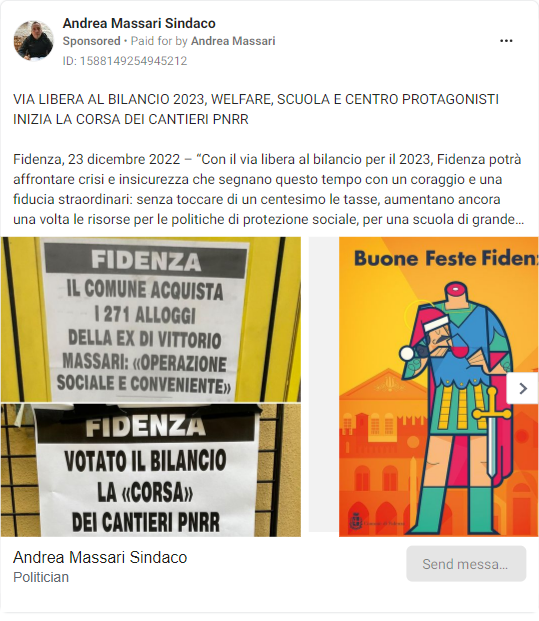 Andrea Massari Sindaco
Sponsored • Paid for by Andrea Massari
ID: 1588149254945212
VIA LIBERA AL BILANCIO 2023, WELFARE, SCUOLA E CENTRO PROTAGONISTI
INIZIA LA CORSA DEI CANTIERI PNRR
Fidenza, 23 dicembre 2022 – “Con il via libera al bilancio per il 2023, Fidenza potrà
affrontare crisi e insicurezza che segnano questo tempo con un coraggio e una
fiducia straordinari: senza toccare di un centesimo le tasse, aumentano ancora
una volta le risorse per le politiche di protezione sociale, per una scuola di grande...
FIDENZA
IL COMUNE ACQUISTA
I 271 ALLOGGI
DELLA EX DI VITTORIO
MASSARI: «OPERAZIONE
SOCIALE E CONVENIENTE»
FIDENZA
VOTATO IL BILANCIO
LA «CORSA»
DEI CANTIERI PNRR
Buone Feste Fiden
Andrea Massari Sindaco
Politician
Send messa...